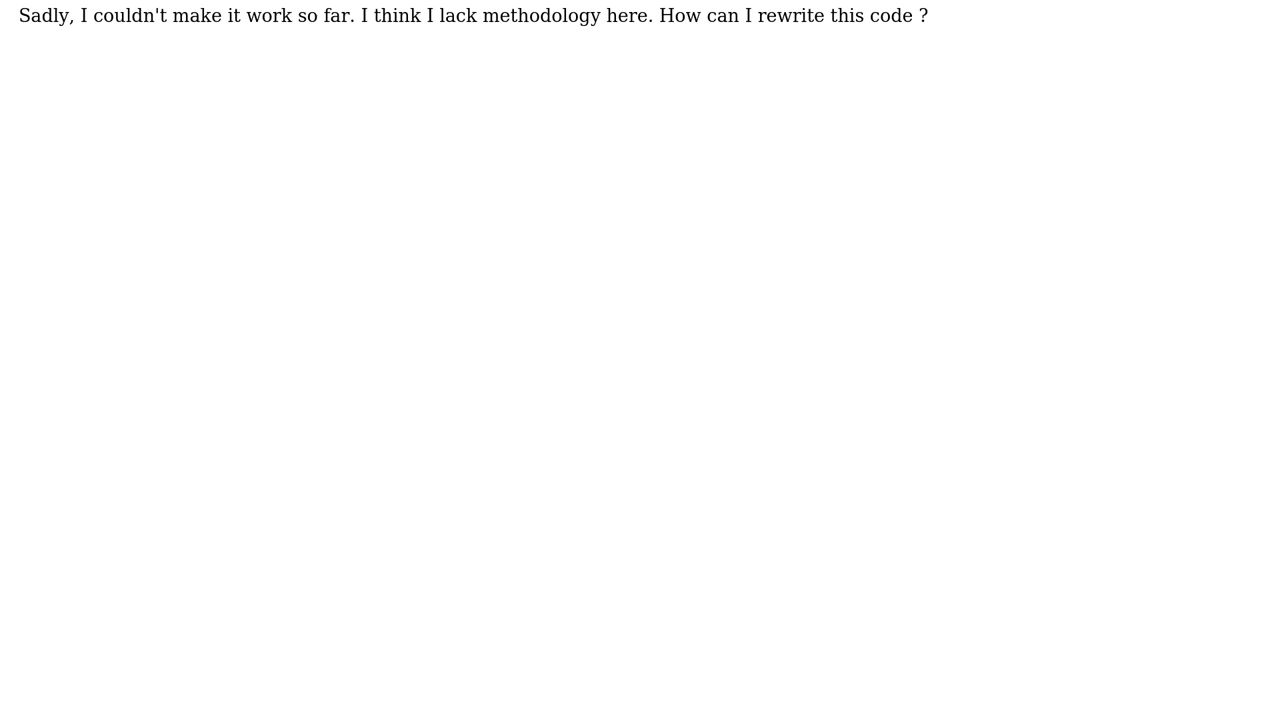 Sadly, I couldn't make it work so far. I think I lack methodology here. How can I rewrite this code ?